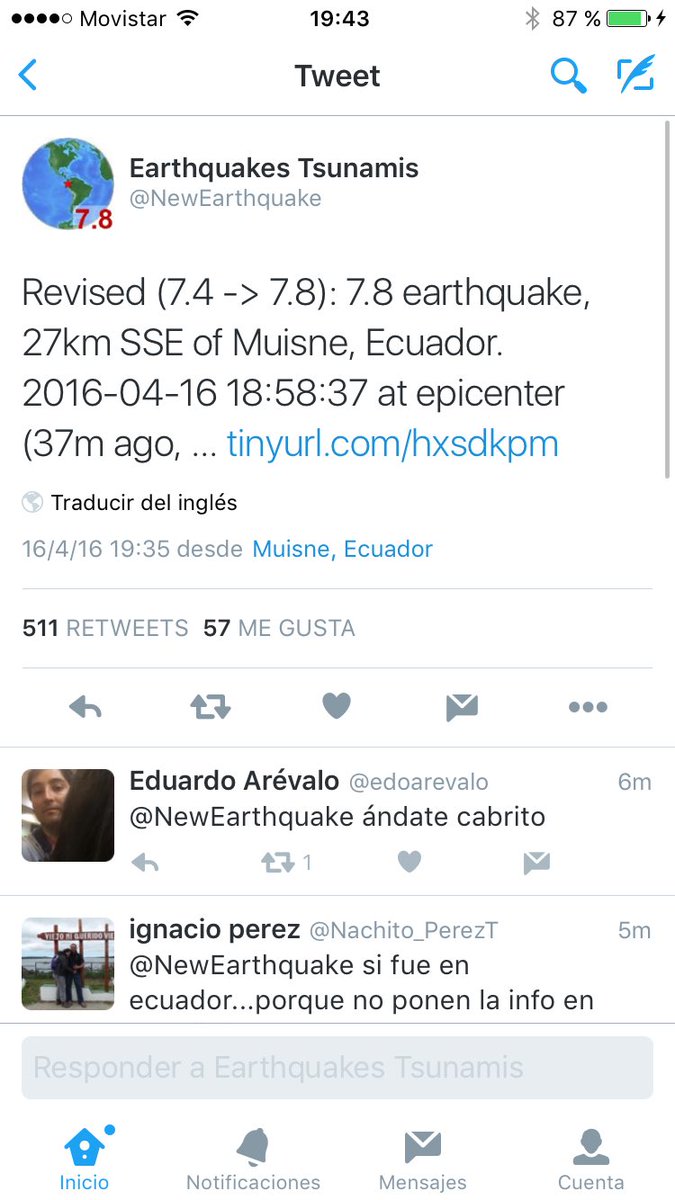 Movistar 19:43 87 %
Tweet
7.8
Earthquakes Tsunamis
@NewEarthquake
Revised (7.4 -> 7.8): 7.8 earthquake,
27km SSE of Muisne, Ecuador.
2016-04-16 18:58:37 at epicenter
(37m ago, ... tinyurl.com/hxsdkpm
Traducir del inglés
16/4/16 19:35 desde Muisne, Ecuador
511 RETWEETS 57 ME GUSTA
Eduardo Arévalo @edoarevalo 6m
@NewEarthquake ándate cabrito
1
VIEJO MI QUERIDO VIE
ignacio perez @Nachito_PerezT 5m
@NewEarthquake si fue en
ecuador...porque no ponen la info en
Responder a Earthquakes Tsunamis
Inicio Notificaciones Mensajes Cuenta